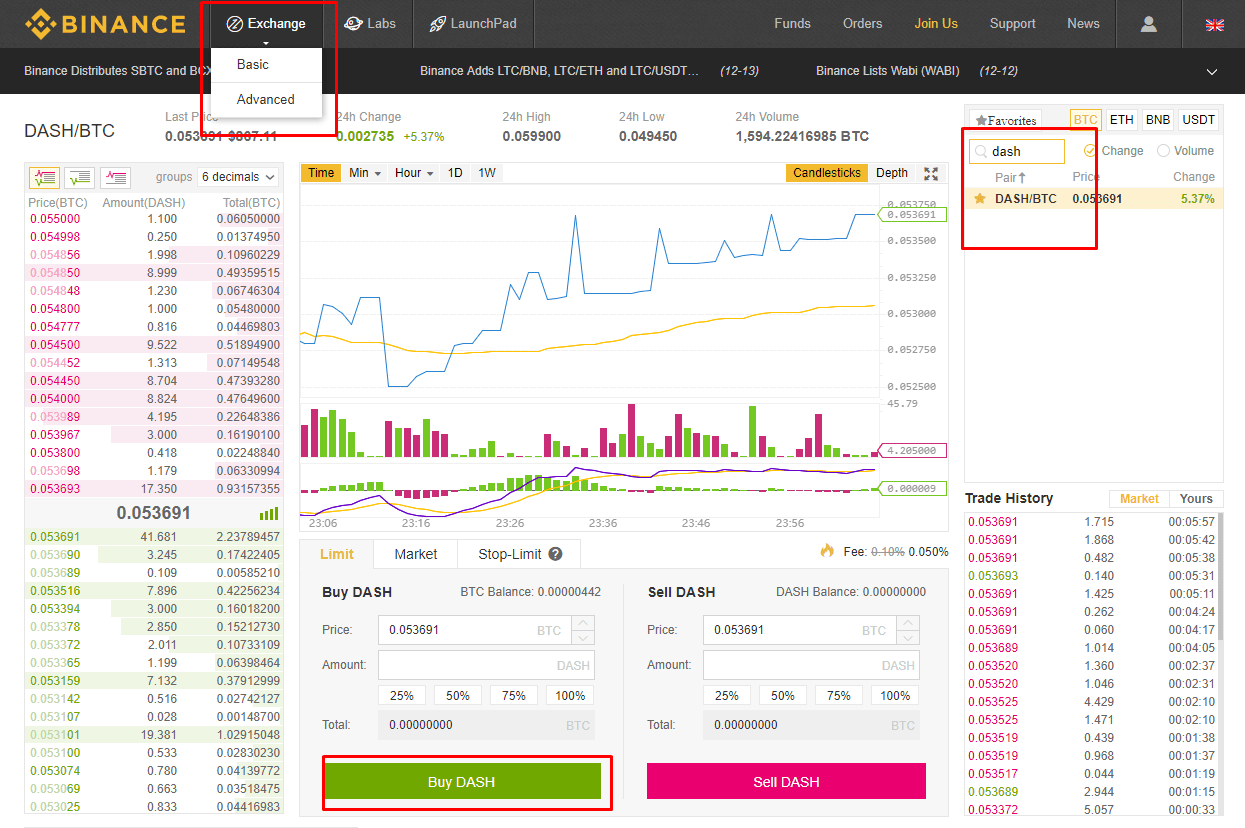 BINANCE Exchange Labs LaunchPad Funds Orders Join Us Support News
Basic
Advanced
Binance Distributes SBTC and BCX Binance Adds LTC/BNB, LTC/ETH and LTC/USDT… (12-13) Binance Lists Wabi (WABI) (12-12)
DASH/BTC
Last Price 24h Change 24h High 24h Low 24h Volume
0.053691 $887.11 0.002735 +5.37% 0.059900 0.049450 1,594.22416985 BTC
groups 6 decimals
Price(BTC) Amount(DASH) Total(BTC)
0.055000 1.100 0.06050000
0.054998 0.250 0.01374950
0.054856 1.998 0.10960229
0.054850 8.999 0.49359515
0.054848 1.230 0.06746304
0.054800 1.000 0.05480000
0.054777 0.816 0.04469803
0.054500 9.522 0.51894900
0.054452 1.313 0.07149548
0.054450 8.704 0.47393280
0.054000 8.824 0.47649600
0.053989 4.195 0.22648386
0.053967 3.000 0.16190100
0.053800 0.418 0.02248840
0.053698 1.179 0.06330994
0.053693 17.350 0.93157355
0.053691
0.053691 41.681 2.23789457
0.053690 3.245 0.17422405
0.053689 0.109 0.00585210
0.053516 7.896 0.42256234
0.053394 3.000 0.16018200
0.053378 2.850 0.15212730
0.053372 2.011 0.10733109
0.053365 1.199 0.06398464
0.053159 7.132 0.37912999
0.053142 0.516 0.02742127
0.053107 0.028 0.00148700
0.053101 19.381 1.02915048
0.053100 0.533 0.02830230
0.053074 0.780 0.04139772
0.053069 0.663 0.03518475
0.053025 0.833 0.04416983
Time Min Hour 1D 1W Candlesticks Depth
0.053750
0.053691
0.053500
0.053250
0.053000
0.052750
0.052500
45.79
4.205000
0.000009
23:06 23:16 23:26 23:36 23:46 23:56
Limit Market Stop-Limit ? Fee: 0.10% 0.050%
Buy DASH BTC Balance: 0.00000442
Price: 0.053691 BTC
Amount: DASH
25% 50% 75% 100%
Total: 0.00000000 BTC
Buy DASH
Sell DASH DASH Balance: 0.00000000
Price: 0.053691 BTC
Amount: DASH
25% 50% 75% 100%
Total: 0.00000000 BTC
Sell DASH
Favorites BTC ETH BNB USDT
dash Change Volume
Pair Price Change
DASH/BTC 0.053691 5.37%
Trade History Market Yours
0.053691 1.715 00:05:57
0.053691 1.868 00:05:42
0.053691 0.482 00:05:38
0.053693 0.140 00:05:31
0.053691 1.425 00:05:11
0.053691 0.262 00:04:24
0.053691 0.060 00:04:17
0.053689 1.014 00:04:05
0.053520 1.360 00:02:37
0.053520 1.046 00:02:31
0.053525 4.429 00:02:10
0.053525 1.471 00:02:10
0.053519 0.439 00:01:38
0.053519 0.968 00:01:37
0.053517 0.044 00:01:19
0.053689 2.944 00:01:15
0.053372 5.057 00:00:33